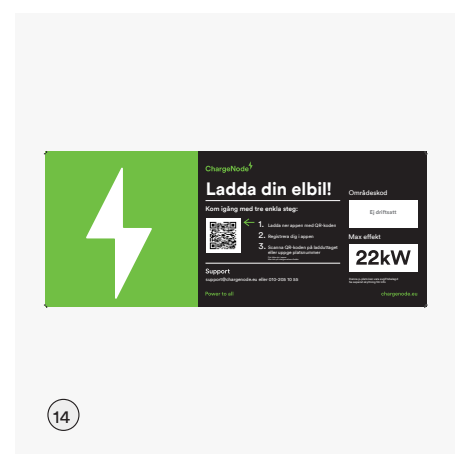 ChargeNode
Ladda din elbil!
Kom igång med tre enkla steg:
1. Ladda ner appen med QR-koden
2. Registrera dig i appen
3. Scanna QR-koden på ladduttaget
eller uppge platsnummer
Support
support@chargenode.eu eller 010-205 10 55
Power to all
Områdeskod
Ej driftsatt
Max effekt
22kW
chargenode.eu
14